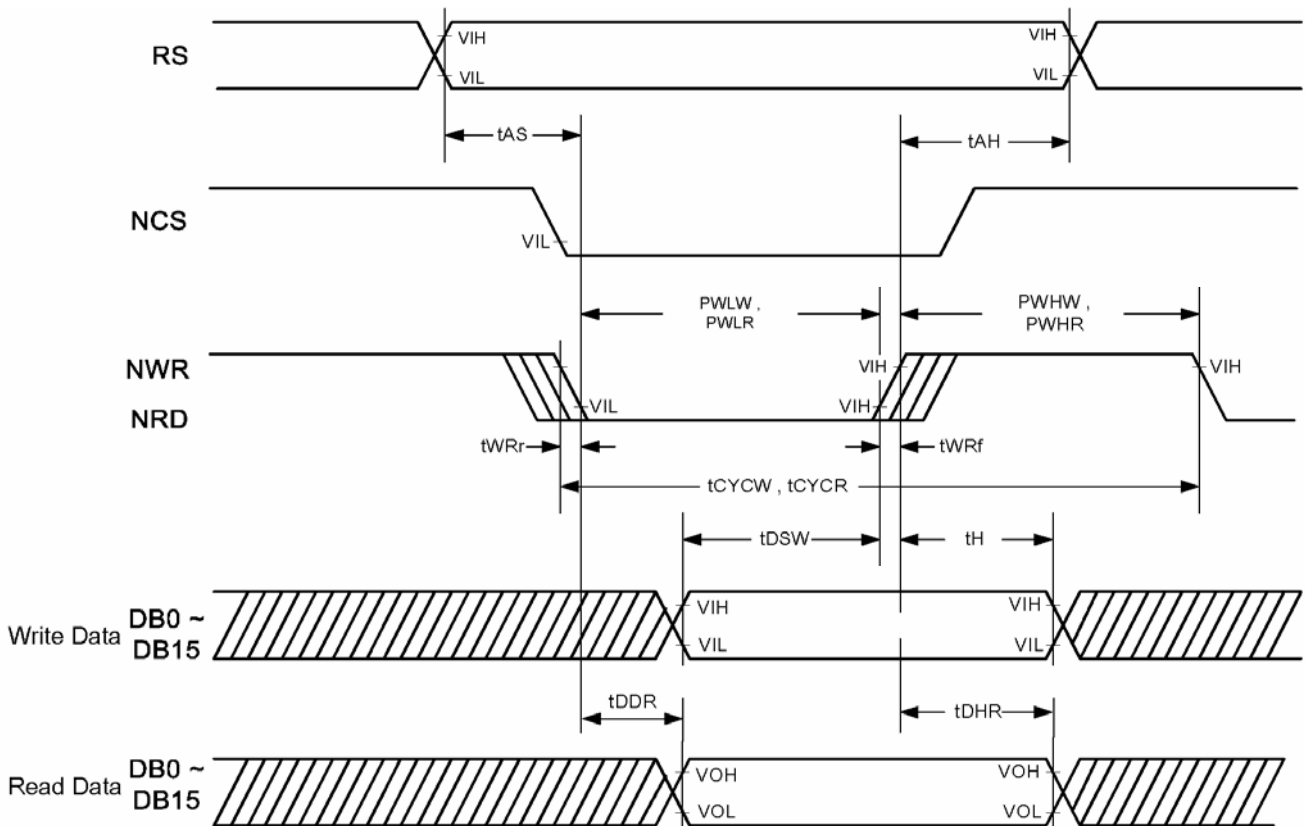 RS
VIH
VIH
VIL
VIL
tAS
tAH
NCS
VIL
PWLW ,
PWLR
PWHW ,
PWHR
NWR
VIH
VIH
NRD
VIL
VIH
tWRr
tWRf
tCYCW , tCYCR
tDSW
tH
Write Data
DB0 ~
DB15
VIH
VIH
VIL
VIL
tDDR
tDHR
Read Data
DB0 ~
DB15
VOH
VOH
VOL
VOL